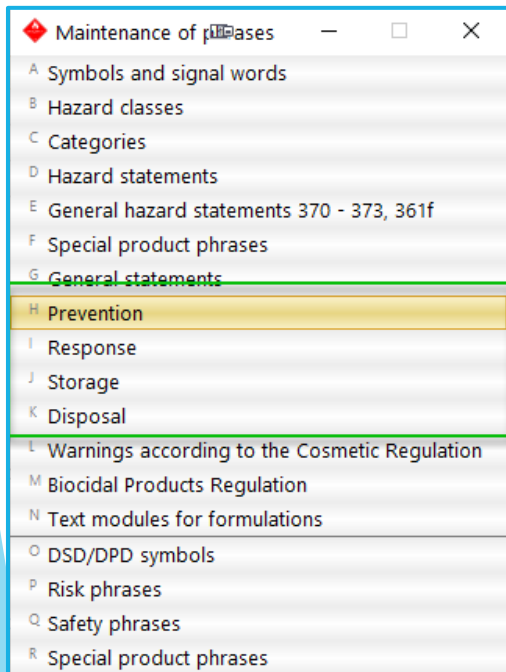 Maintenance of phrases
A Symbols and signal words
B Hazard classes
C Categories
D Hazard statements
E General hazard statements 370 - 373, 361f
F Special product phrases
G General statements
H Prevention
I Response
J Storage
K Disposal
L Warnings according to the Cosmetic Regulation
M Biocidal Products Regulation
N Text modules for formulations
O DSD/DPD symbols
P Risk phrases
Q Safety phrases
R Special product phrases